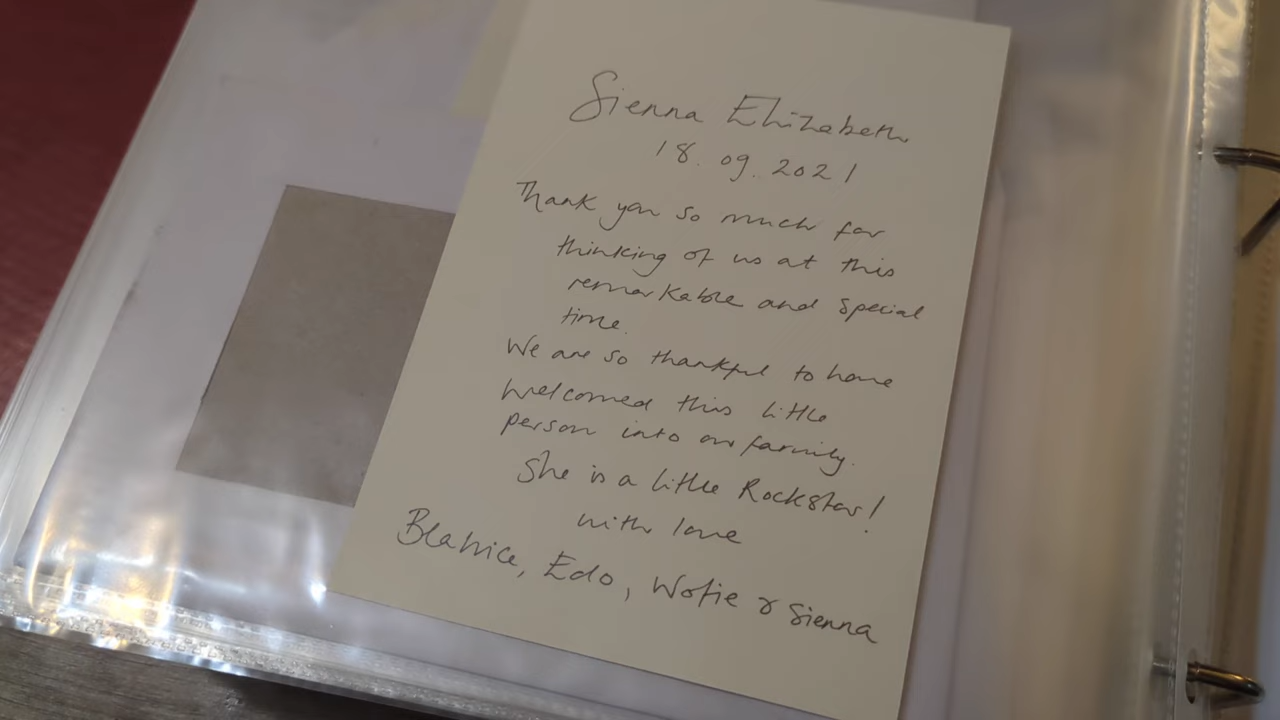 Sienna Elizabeth
18.09.2021
Thank you so much for
thinking of us at this
remarkable and special
time.
We are so thankful to have
welcomed this little
person into our family.
She is a little Rockstar!
with love
Beatrice, Edo, Wolfie & Sienna